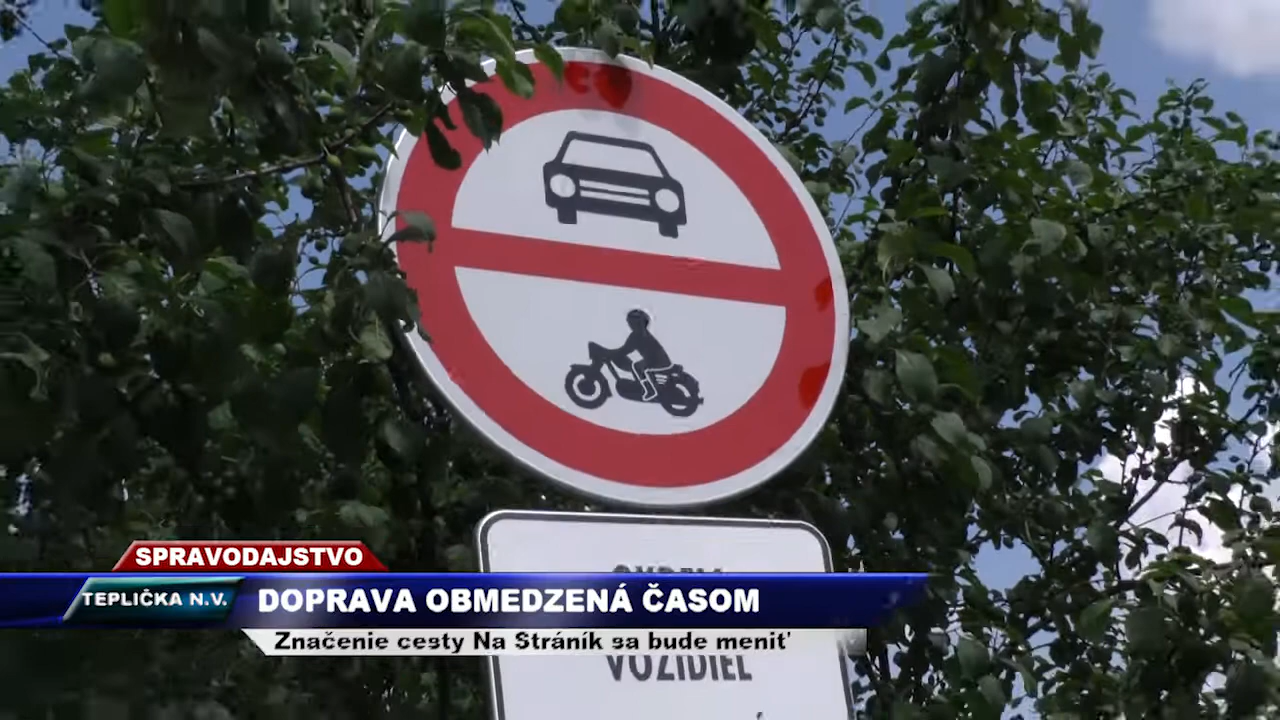 SPRAVODAJSTVO
TEPLIČKA N.V.
DOPRAVA OBMEDZENÁ ČASOM
Značenie cesty Na Stráník sa bude meniť
VOZIDIEL